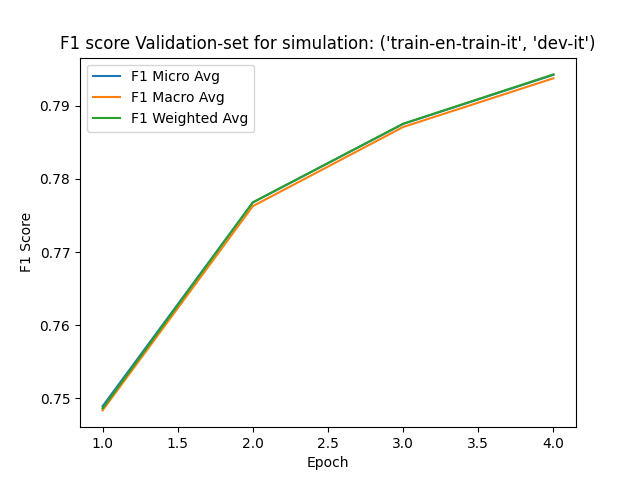 F1 score Validation-set for simulation: ('train-en-train-it', 'dev-it')
F1 Micro Avg
F1 Macro Avg
F1 Weighted Avg
0.79
0.78
0.77
0.76
0.75
F1 Score
1.0 1.5 2.0 2.5 3.0 3.5 4.0
Epoch